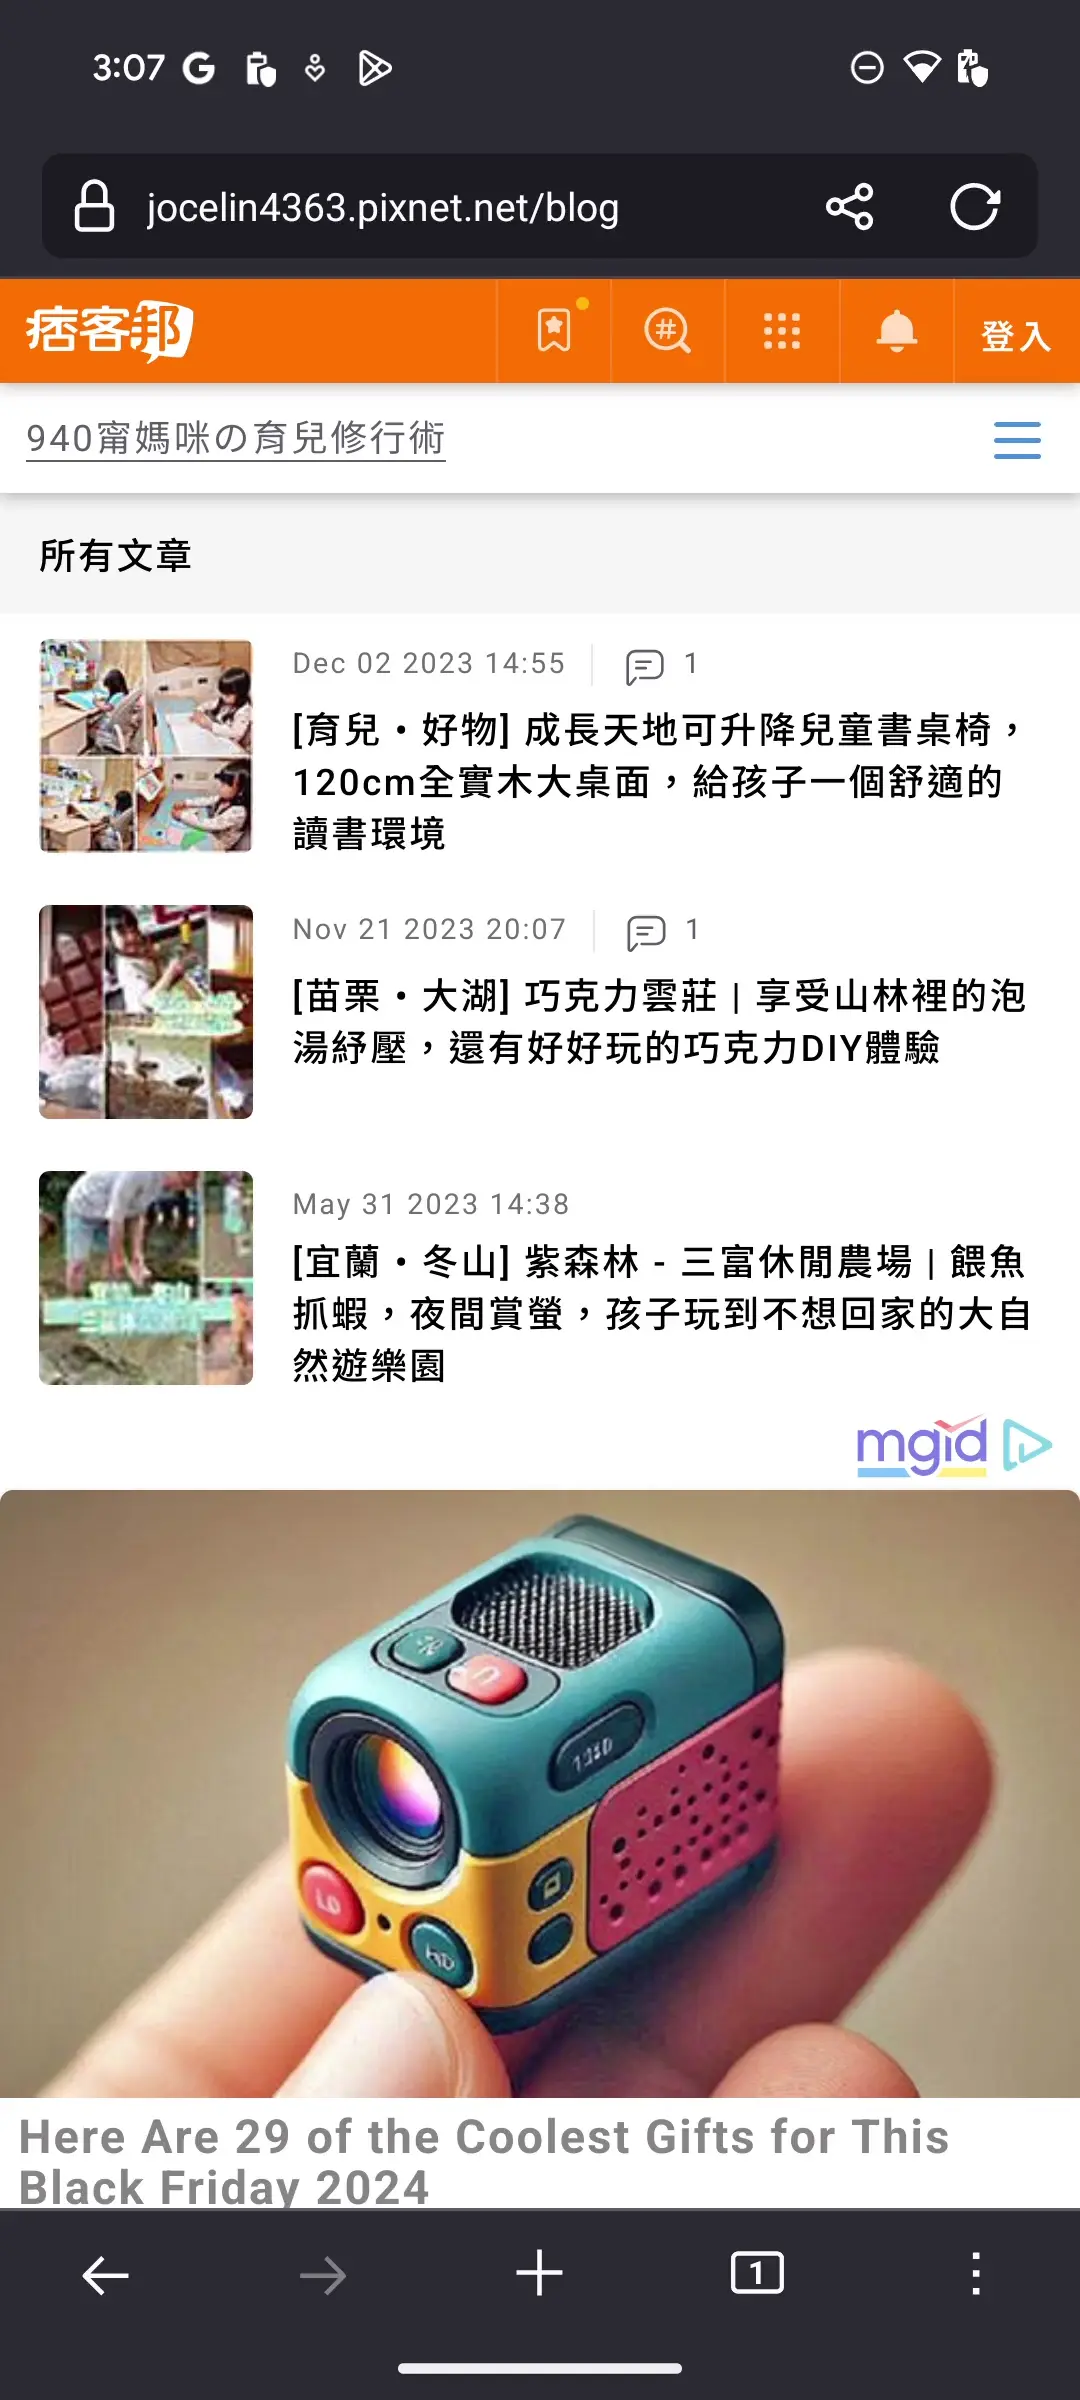 3:07
jocelin4363.pixnet.net/blog
痞客邦
登入
940甯媽咪の育兒修行術
所有文章
Dec 02 2023 14:55
1
[育兒・好物] 成長天地可升降兒童書桌椅，
120cm全實木大桌面，給孩子一個舒適的
讀書環境
Nov 21 2023 20:07
1
[苗栗・大湖] 巧克力雲莊 | 享受山林裡的泡
湯紓壓，還有好好玩的巧克力DIY體驗
May 31 2023 14:38
[宜蘭・冬山] 紫森林 - 三富休閒農場 | 餵魚
抓蝦，夜間賞螢，孩子玩到不想回家的大自
然遊樂園
mgid
LD
HD
Here Are 29 of the Coolest Gifts for This
Black Friday 2024
1